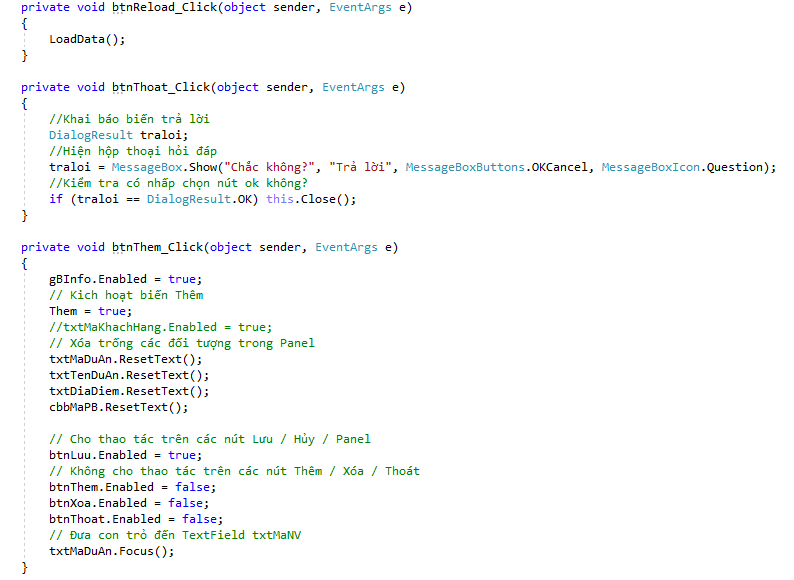 private void btnReload_Click(object sender, EventArgs e)
{
    LoadData();
}

private void btnThoat_Click(object sender, EventArgs e)
{
    //Khai báo biến trả lời
    DialogResult traloi;
    //Hiện hộp thoại hỏi đáp
    traloi = MessageBox.Show("Chắc không?", "Trả lời", MessageBoxButtons.OKCancel, MessageBoxIcon.Question);
    //Kiểm tra có nhấp chọn nút ok không?
    if (traloi == DialogResult.OK) this.Close();
}

private void btnThem_Click(object sender, EventArgs e)
{
    gBInfo.Enabled = true;
    // Kich hoạt biến Thêm
    Them = true;
    //txtMaKhachHang.Enabled = true;
    // Xóa trống các đối tượng trong Panel
    txtMaDuAn.ResetText();
    txtTenDuAn.ResetText();
    txtDiaDiem.ResetText();
    cbbMaPB.ResetText();

    // Cho thao tác trên các nút Lưu / Hủy / Panel
    btnLuu.Enabled = true;
    // Không cho thao tác trên các nút Thêm / Xóa / Thoát
    btnThem.Enabled = false;
    btnXoa.Enabled = false;
    btnThoat.Enabled = false;
    // Đưa con trỏ đến TextField txtMaNV
    txtMaDuAn.Focus();
}